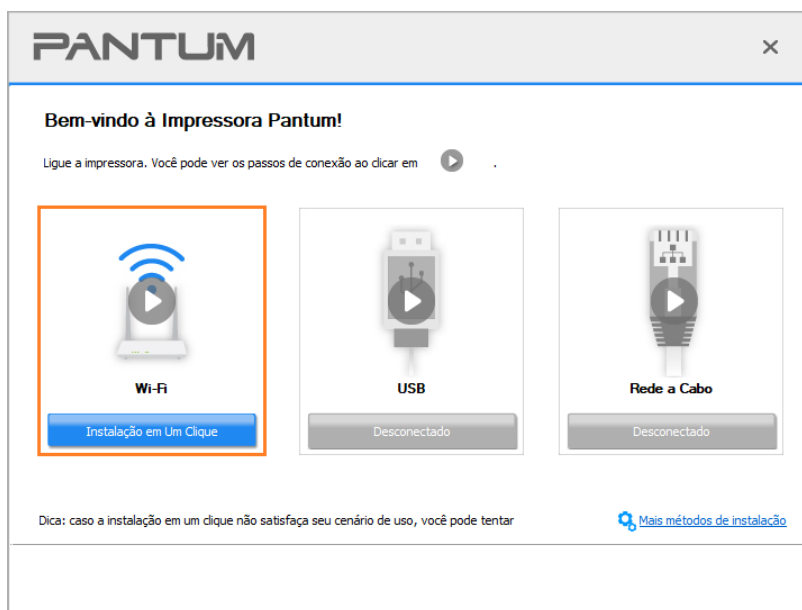 PANTUM
Bem-vindo à Impressora Pantum!
Ligue a impressora. Você pode ver os passos de conexão ao clicar em .
Wi-Fi
USB
Rede a Cabo
Instalação em Um Clique
Desconectado
Desconectado
Dica: caso a instalação em um clique não satisfaça seu cenário de uso, você pode tentar
Mais métodos de instalação